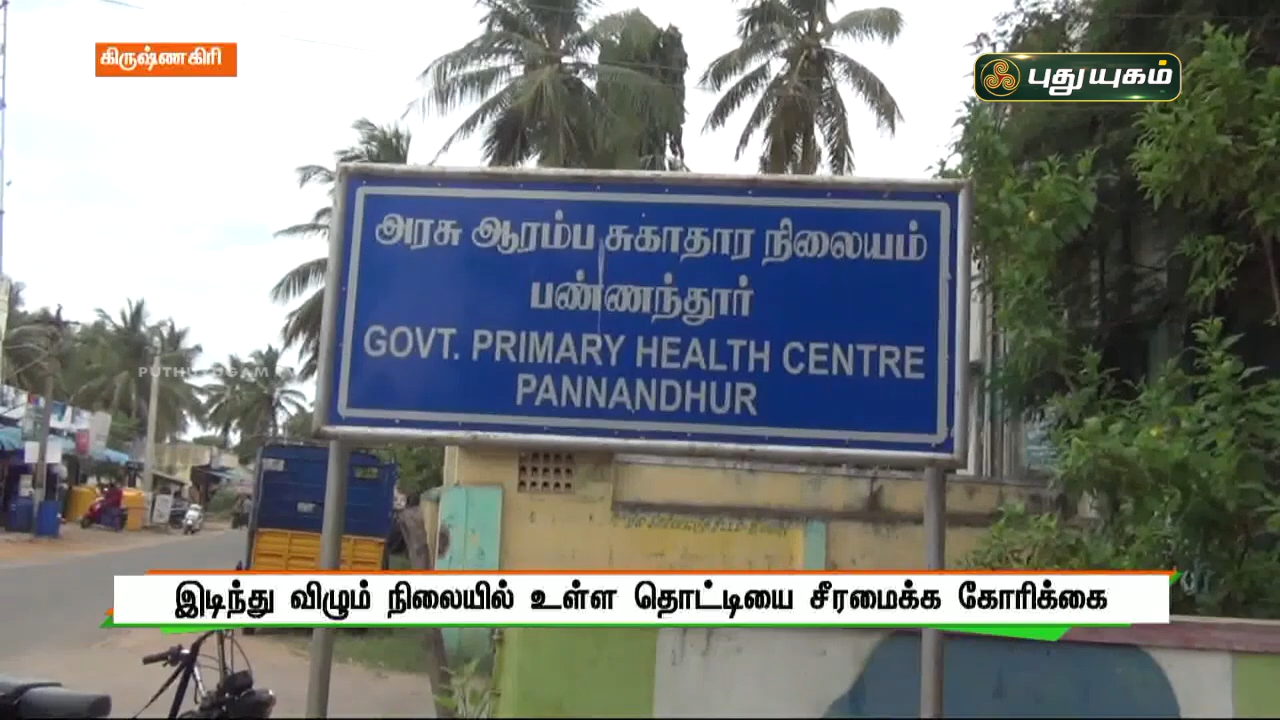 கிருஷ்ணகிரி
புதுயுகம்
அரசு ஆரம்ப சுகாதார நிலையம்
பண்ணந்தூர்
GOVT. PRIMARY HEALTH CENTRE
PANNANDHUR
இடிந்து விழும் நிலையில் உள்ள தொட்டியை சீரமைக்க கோரிக்கை